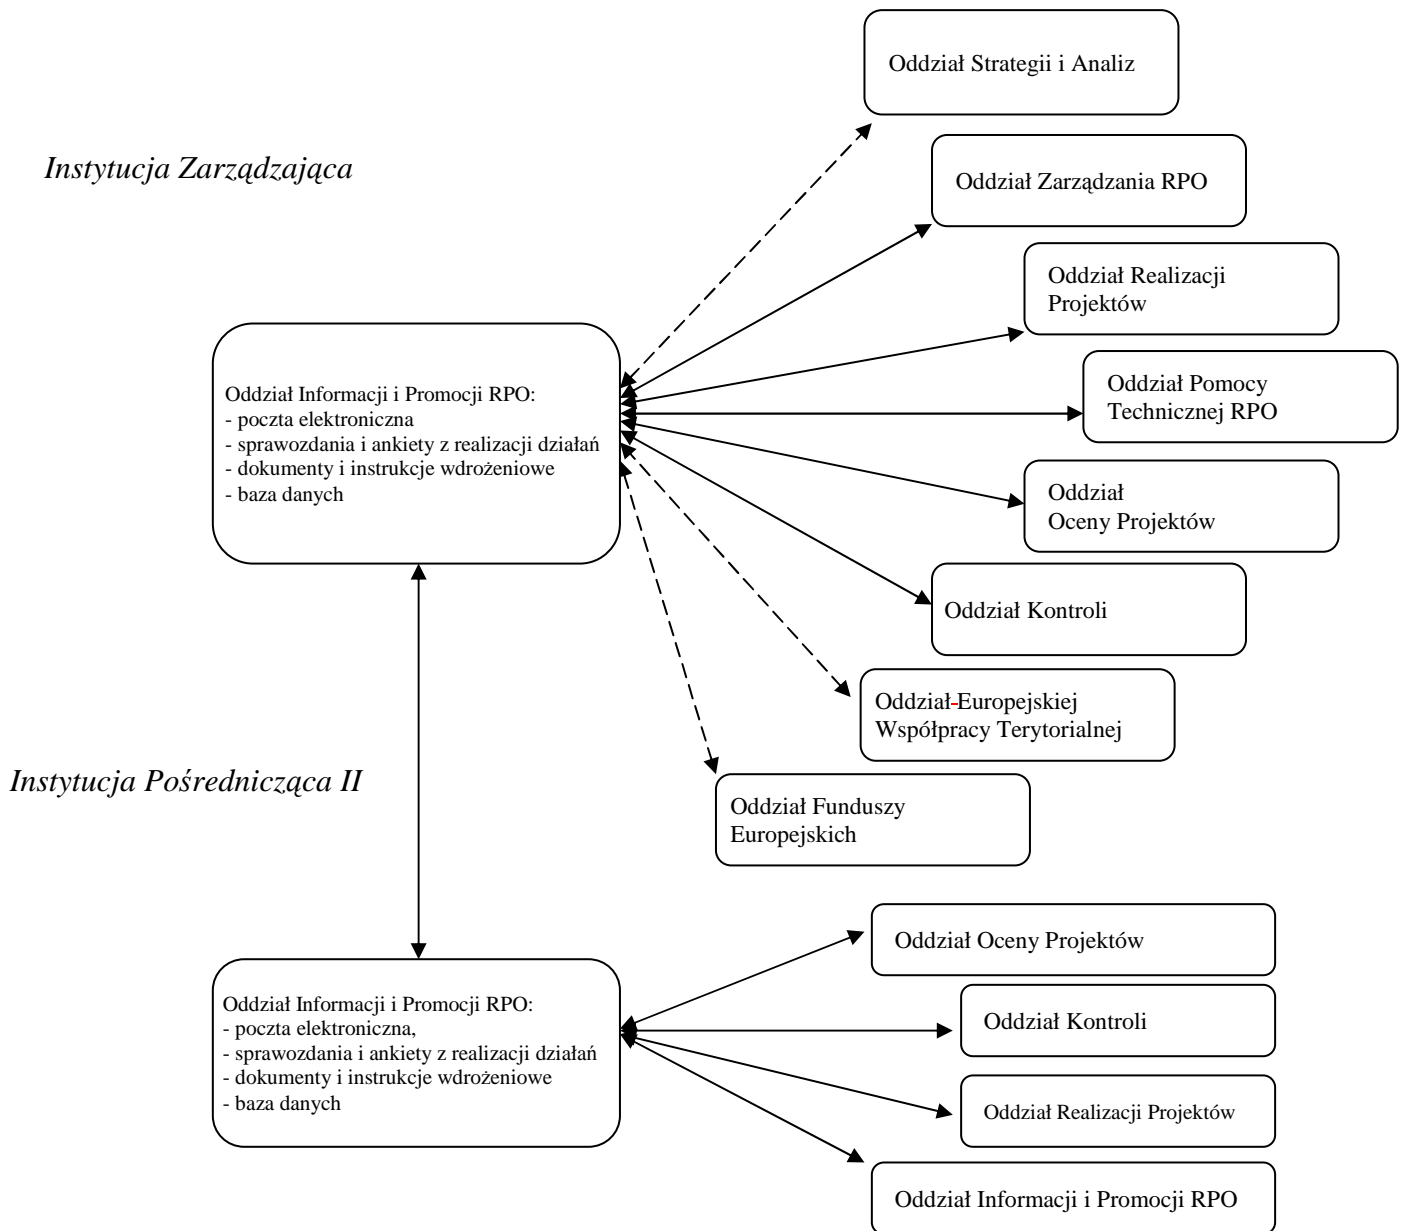 Oddział Strategii i Analiz
Instytucja Zarządzająca
Oddział Zarządzania RPO
Oddział Realizacji
Projektów
Oddział Informacji i Promocji RPO:
- poczta elektroniczna
- sprawozdania i ankiety z realizacji działań
- dokumenty i instrukcje wdrożeniowe
- baza danych
Oddział Pomocy
Technicznej RPO
Oddział
Oceny Projektów
Oddział Kontroli
Oddział-Europejskiej
Współpracy Terytorialnej
Instytucja Pośrednicząca II
Oddział Funduszy
Europejskich
Oddział Informacji i Promocji RPO:
- poczta elektroniczna,
- sprawozdania i ankiety z realizacji działań
- dokumenty i instrukcje wdrożeniowe
- baza danych
Oddział Oceny Projektów
Oddział Kontroli
Oddział Realizacji Projektów
Oddział Informacji i Promocji RPO